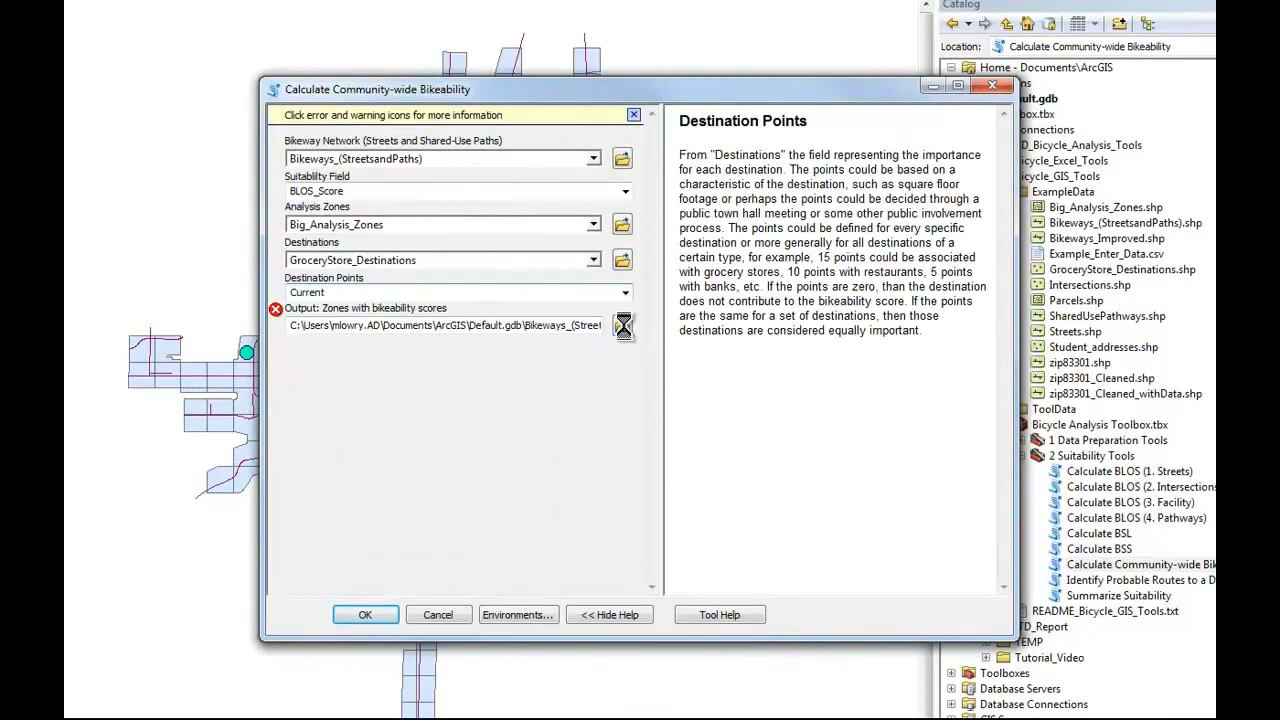 Catalog
Location: Calculate Community-wide Bikeability
Home - Documents\ArcGIS
Calculate Community-wide Bikeability
Click error and warning icons for more information
Bikeway Network (Streets and Shared-Use Paths)
Bikeways_(StreetsandPaths)
Suitability Field
BLOS_Score
Analysis Zones
Big_Analysis_Zones
Destinations
GroceryStore_Destinations
Destination Points
Current
Output: Zones with bikeability scores
C:\Users\mlowry.AD\Documents\ArcGIS\Default.gdb\Bikeways_(Street
OK
Cancel
Environments...
<< Hide Help
Tool Help
Destination Points
From "Destinations" the field representing the importance
for each destination. The points could be based on a
characteristic of the destination, such as square floor
footage or perhaps the points could be decided through a
public town hall meeting or some other public involvement
process. The points could be defined for every specific
destination or more generally for all destinations of a
certain type, for example, 15 points could be associated
with grocery stores, 10 points with restaurants, 5 points
with banks, etc. If the points are zero, than the destination
does not contribute to the bikeability score. If the points
are the same for a set of destinations, then those
destinations are considered equally important.
ns
ult.gdb
box.tbx
onnections
D_Bicycle_Analysis_Tools
icycle_Excel_Tools
icycle_GIS_Tools
ExampleData
Big_Analysis_Zones.shp
Bikeways_(StreetsandPaths).shp
Bikeways_Improved.shp
Example_Enter_Data.csv
GroceryStore_Destinations.shp
Intersections.shp
Parcels.shp
SharedUsePathways.shp
Streets.shp
Student_addresses.shp
zip83301.shp
zip83301_Cleaned.shp
zip83301_Cleaned_withData.shp
ToolData
Bicycle Analysis Toolbox.tbx
1 Data Preparation Tools
2 Suitability Tools
Calculate BLOS (1. Streets)
Calculate BLOS (2. Intersections
Calculate BLOS (3. Facility)
Calculate BLOS (4. Pathways)
Calculate BSL
Calculate BSS
Calculate Community-wide Bik
Identify Probable Routes to a D
Summarize Suitability
README_Bicycle_GIS_Tools.txt
TD_Report
TEMP
Tutorial_Video
Toolboxes
Database Servers
Database Connections